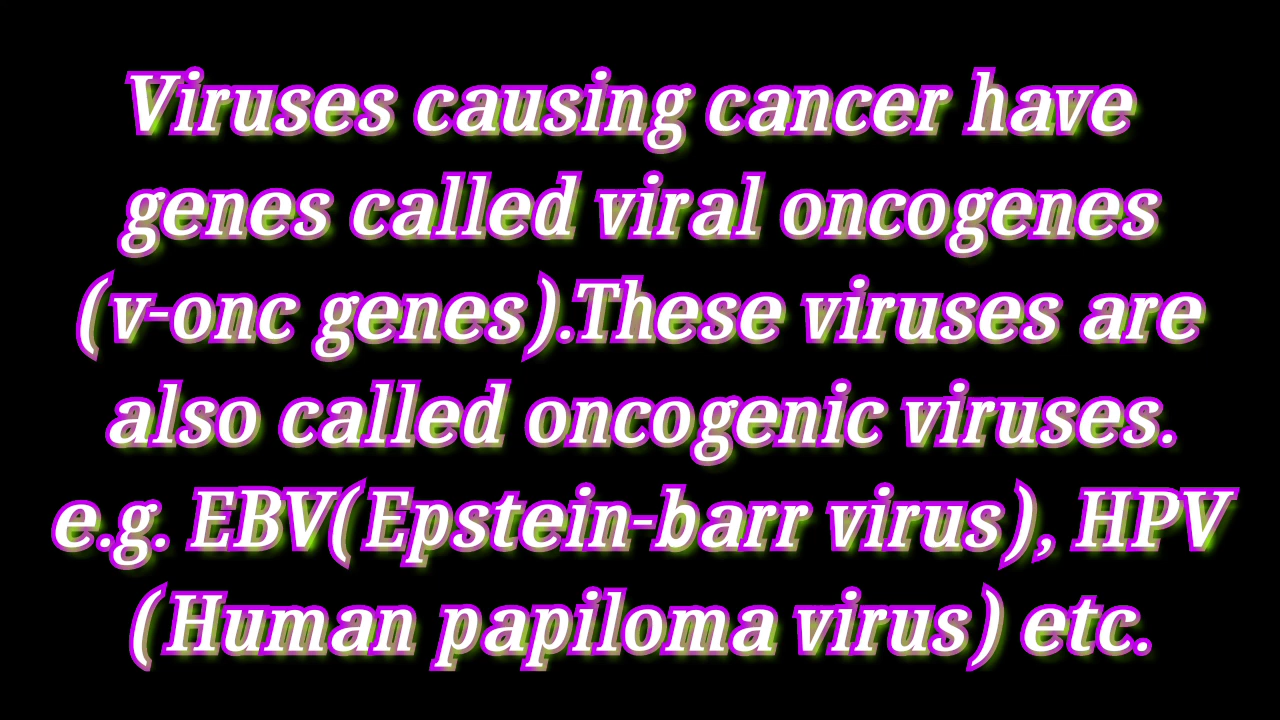 Viruses causing cancer have
genes called viral oncogenes
(v-onc genes).These viruses are
also called oncogenic viruses.
e.g. EBV(Epstein-barr virus), HPV
(Human papiloma virus) etc.